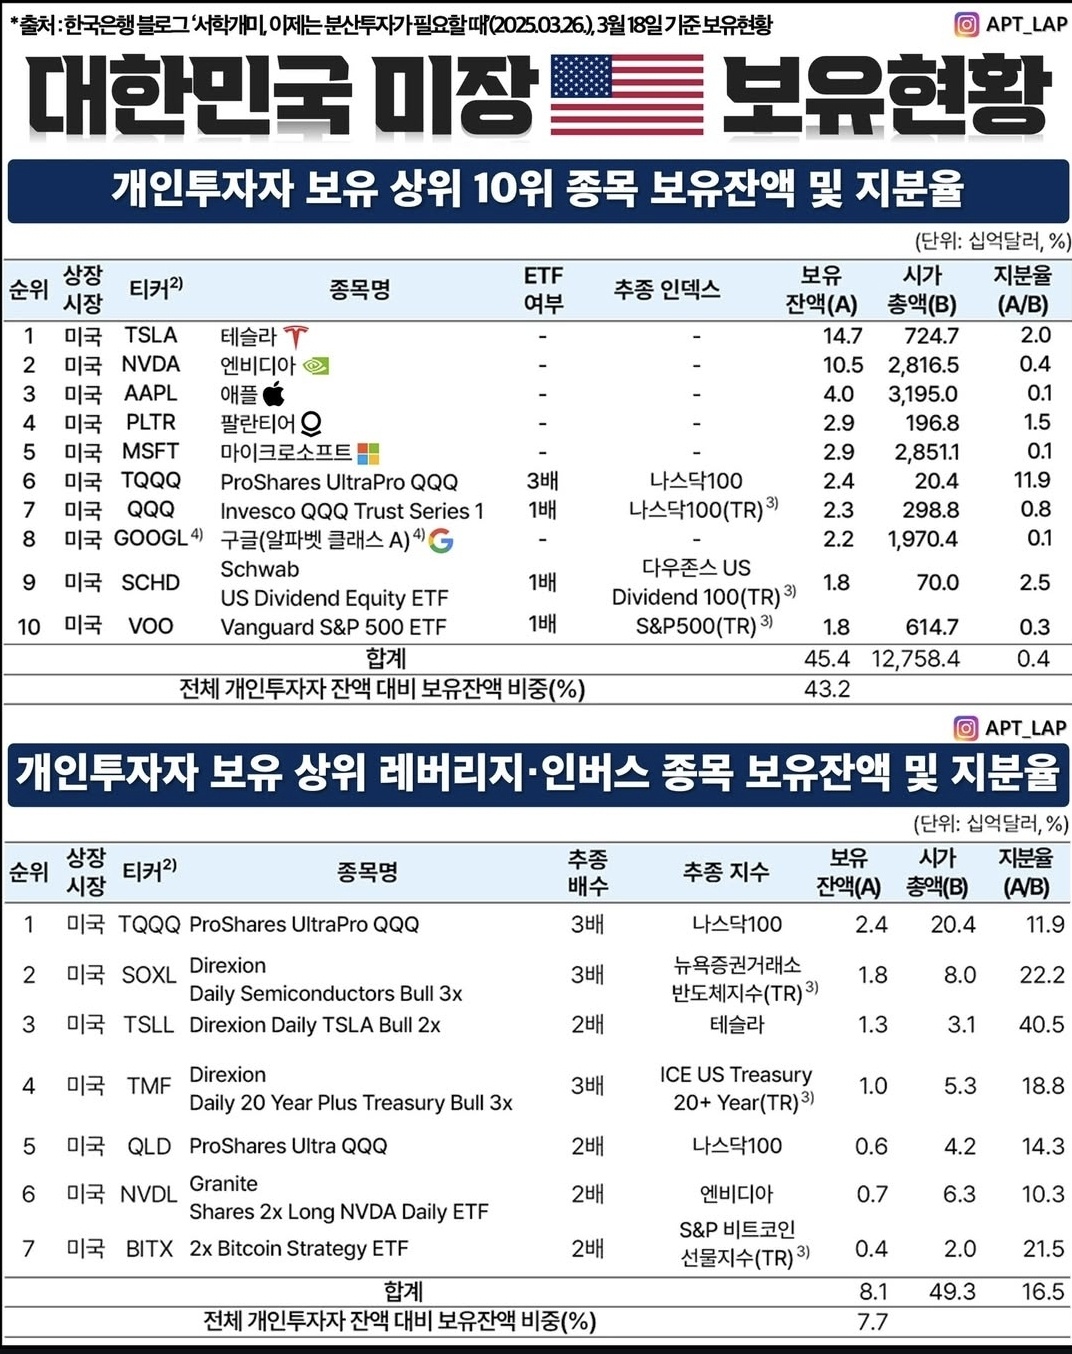 * 출처 : 한국은행 블로그 ‘서학개미, 이제는 분산투자가 필요할 때’(2025.03.26.), 3월 18일 기준 보유현황
APT_LAP
대한민국 미장 보유현황
개인투자자 보유 상위 10위 종목 보유잔액 및 지분율
(단위: 십억달러, %)
순위 상장시장 티커2) 종목명 ETF여부 추종 인덱스 보유잔액(A) 시가총액(B) 지분율(A/B)
1 미국 TSLA 테슬라 - - 14.7 724.7 2.0
2 미국 NVDA 엔비디아 - - 10.5 2,816.5 0.4
3 미국 AAPL 애플 - - 4.0 3,195.0 0.1
4 미국 PLTR 팔란티어 - - 2.9 196.8 1.5
5 미국 MSFT 마이크로소프트 - - 2.9 2,851.1 0.1
6 미국 TQQQ ProShares UltraPro QQQ 3배 나스닥100 2.4 20.4 11.9
7 미국 QQQ Invesco QQQ Trust Series 1 1배 나스닥100(TR)3) 2.3 298.8 0.8
8 미국 GOOGL4) 구글(알파벳 클래스 A)4) - - 2.2 1,970.4 0.1
9 미국 SCHD Schwab US Dividend Equity ETF 1배 다우존스 US Dividend 100(TR)3) 1.8 70.0 2.5
10 미국 VOO Vanguard S&P 500 ETF 1배 S&P500(TR)3) 1.8 614.7 0.3
합계 45.4 12,758.4 0.4
전체 개인투자자 잔액 대비 보유잔액 비중(%) 43.2
APT_LAP
개인투자자 보유 상위 레버리지·인버스 종목 보유잔액 및 지분율
(단위: 십억달러, %)
순위 상장시장 티커2) 종목명 추종배수 추종 지수 보유잔액(A) 시가총액(B) 지분율(A/B)
1 미국 TQQQ ProShares UltraPro QQQ 3배 나스닥100 2.4 20.4 11.9
2 미국 SOXL Direxion Daily Semiconductors Bull 3x 3배 뉴욕증권거래소 반도체지수(TR)3) 1.8 8.0 22.2
3 미국 TSLL Direxion Daily TSLA Bull 2x 2배 테슬라 1.3 3.1 40.5
4 미국 TMF Direxion Daily 20 Year Plus Treasury Bull 3x 3배 ICE US Treasury 20+ Year(TR)3) 1.0 5.3 18.8
5 미국 QLD ProShares Ultra QQQ 2배 나스닥100 0.6 4.2 14.3
6 미국 NVDL Granite Shares 2x Long NVDA Daily ETF 2배 엔비디아 0.7 6.3 10.3
7 미국 BITX 2x Bitcoin Strategy ETF 2배 S&P 비트코인 선물지수(TR)3) 0.4 2.0 21.5
합계 8.1 49.3 16.5
전체 개인투자자 잔액 대비 보유잔액 비중(%) 7.7